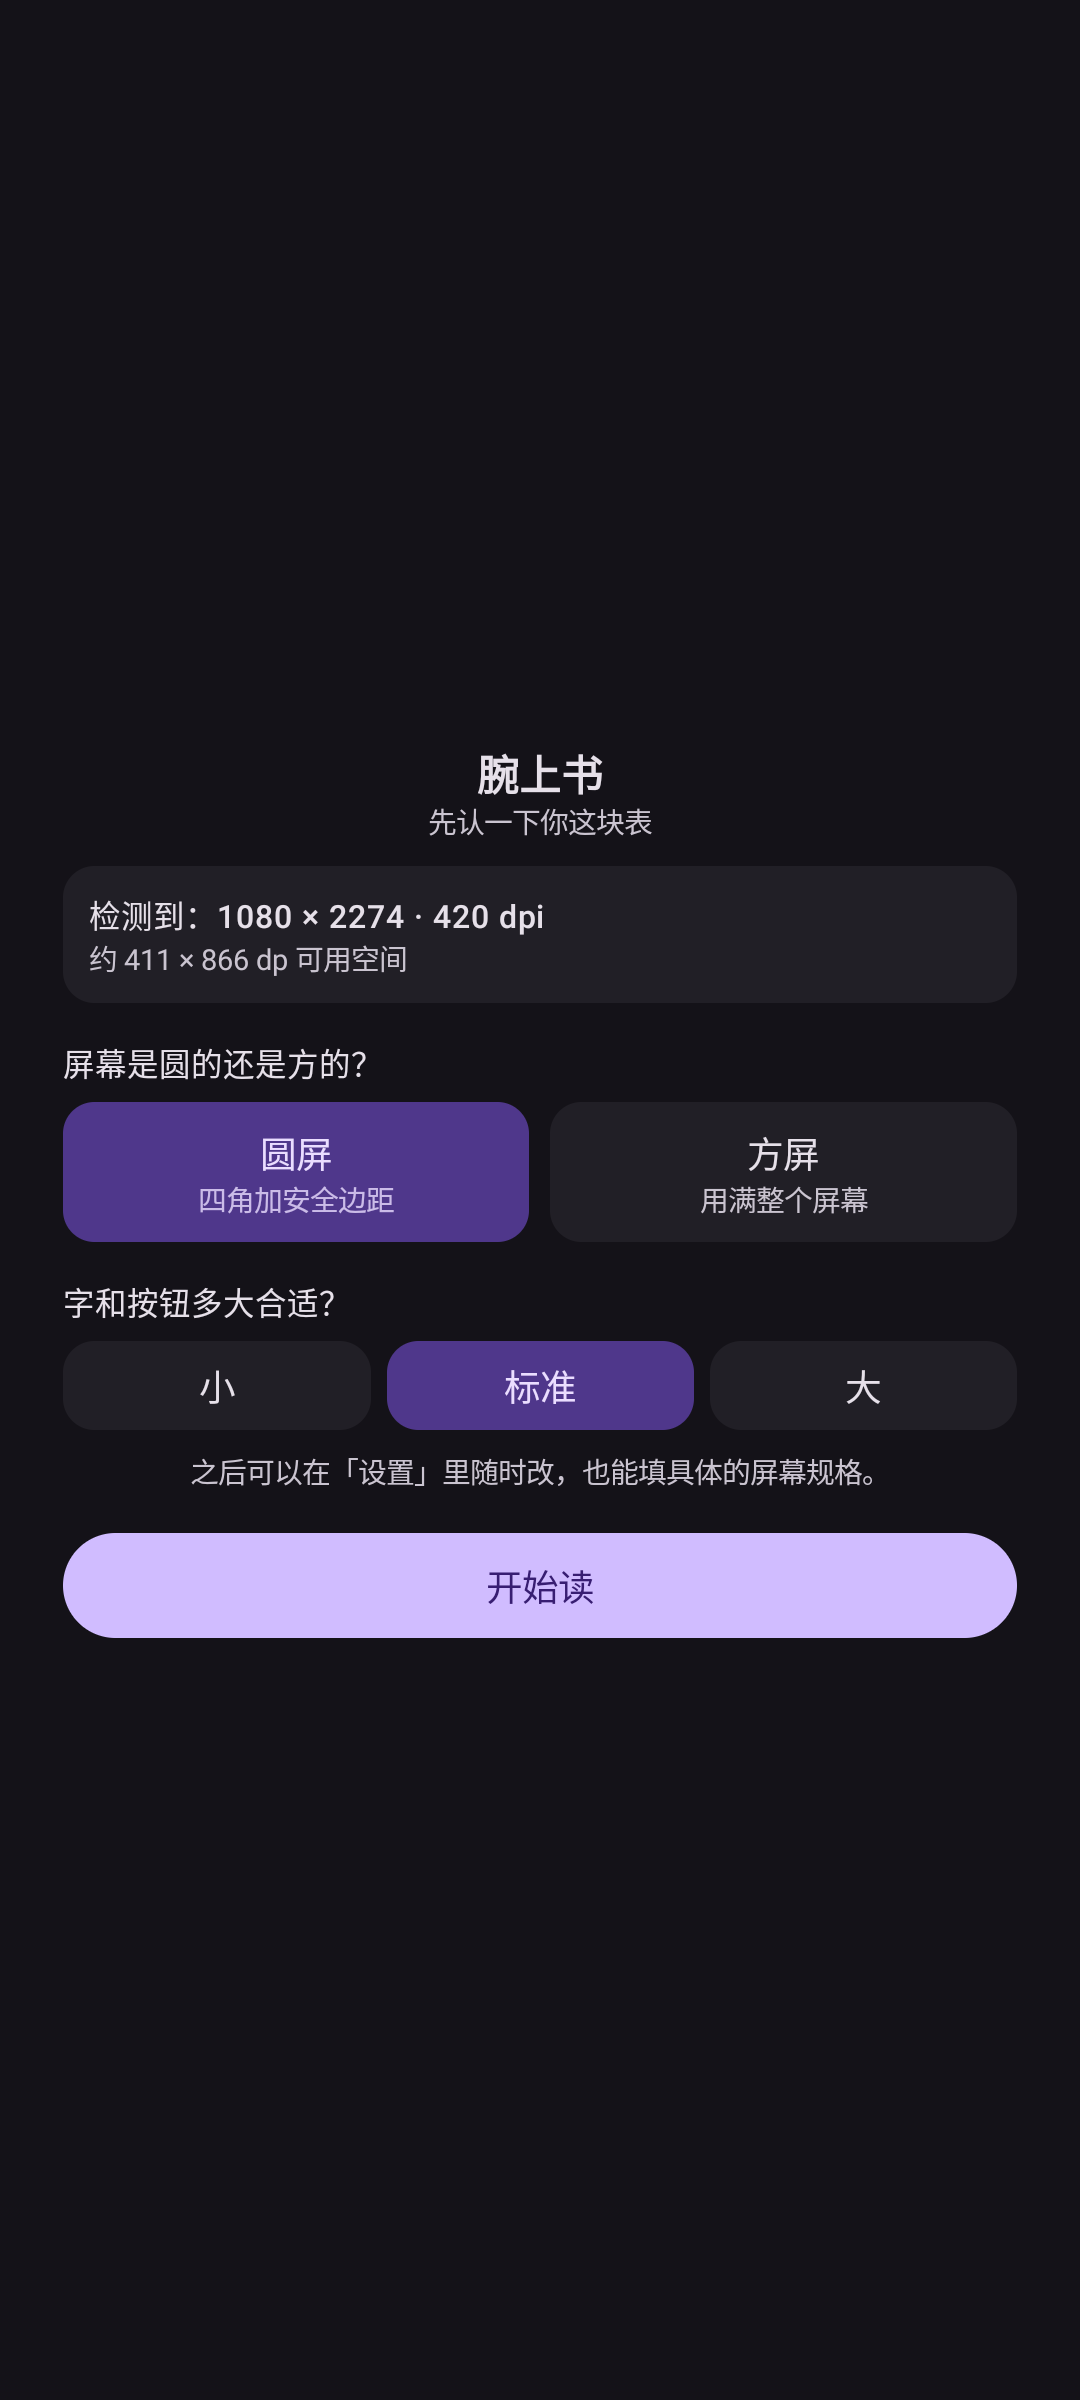 腕上书
先认一下你这块表
检测到：1080 × 2274 · 420 dpi
约 411 × 866 dp 可用空间
屏幕是圆的还是方的？
圆屏
方屏
四角加安全边距
用满整个屏幕
字和按钮多大合适？
小
标准
大
之后可以在「设置」里随时改，也能填具体的屏幕规格。
开始读